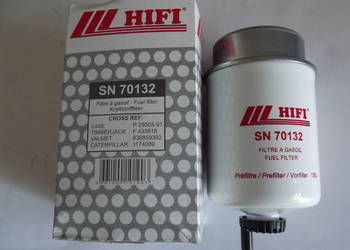 HIFI
SN 70132
Filtre à gasoil - Fuel filter
Kraftstofffilter
CROSS REF.
CASE P 29505-91
TIMBERJACK F 433618
VALMET 836859302
CATERPILLAR 1174089
HIFI
SN 70132
FILTRE A GASOIL
FUEL FILTER
Préfiltre / Prefilter / Vorfilter